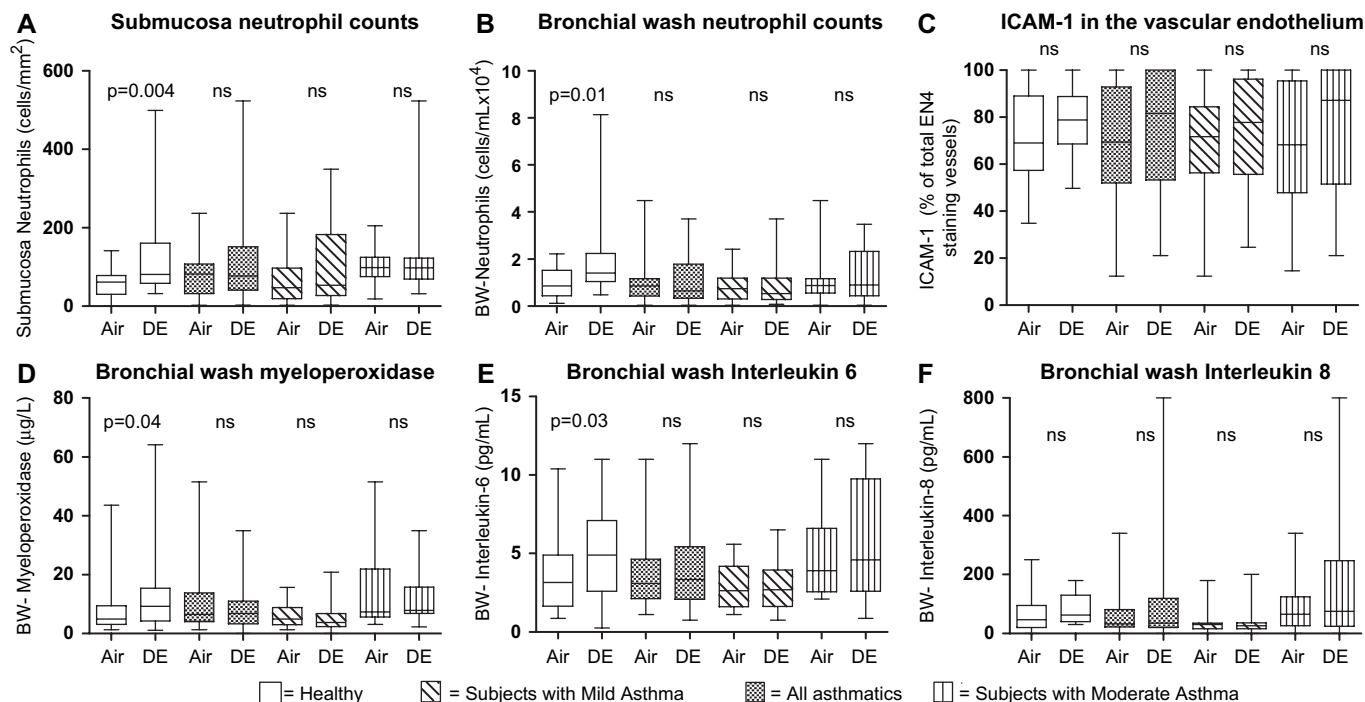 A Submucosa neutrophil counts
Submucosa Neutrophils (cells/mm²)
600
400
200
0
p=0.004 ns ns ns
Air DE Air DE Air DE Air DE
B Bronchial wash neutrophil counts
BW-Neutrophils (cells/mLx10⁴)
10
8
6
4
2
0
p=0.01 ns ns ns
Air DE Air DE Air DE Air DE
C ICAM-1 in the vascular endothelium
ICAM-1 (% of total EN4
staining vessels)
ns ns ns ns
100
80
60
40
20
0
Air DE Air DE Air DE Air DE
D Bronchial wash myeloperoxidase
BW- Myeloperoxidase (µg/L)
80
60
40
20
0
p=0.04 ns ns ns
Air DE Air DE Air DE Air DE
E Bronchial wash Interleukin 6
BW- Interleukin-6 (pg/mL)
15
10
5
0
p=0.03 ns ns ns
Air DE Air DE Air DE Air DE
F Bronchial wash Interleukin 8
BW- Interleukin-8 (pg/mL)
800
600
400
200
0
ns ns ns ns
Air DE Air DE Air DE Air DE
= Healthy = Subjects with Mild Asthma = All asthmatics = Subjects with Moderate Asthma